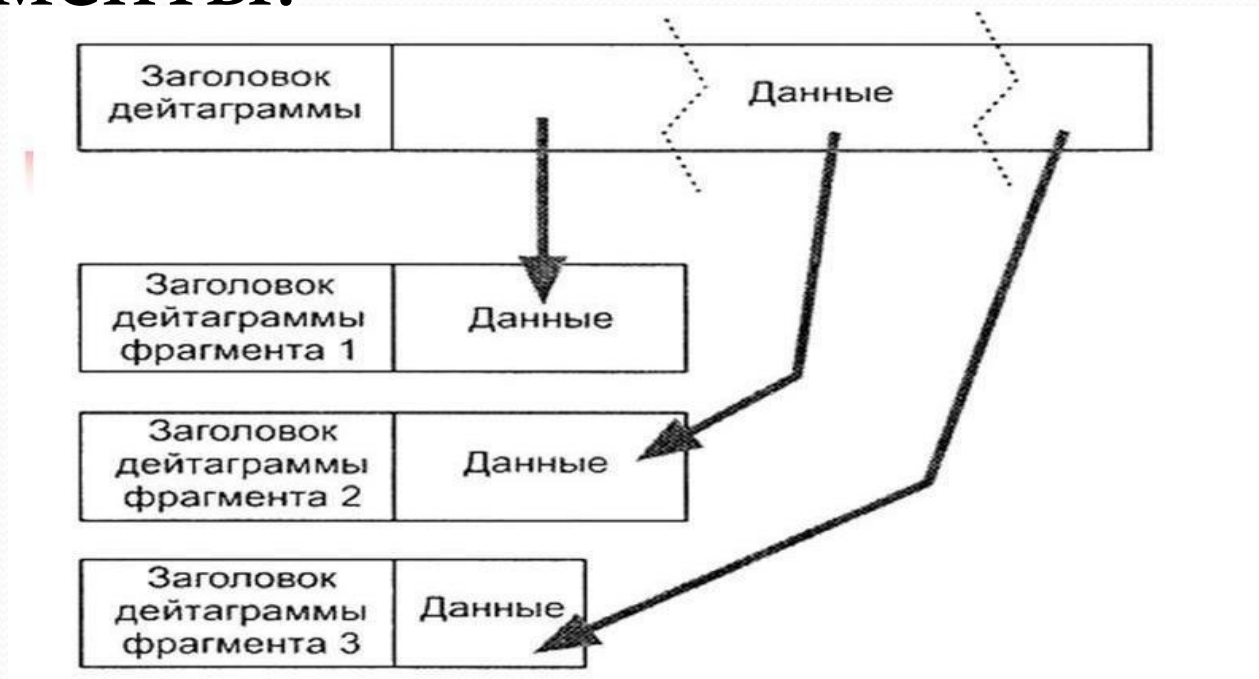 Заголовок
дейтаграммы
Данные
Заголовок
дейтаграммы
фрагмента 1
Данные
Заголовок
дейтаграммы
фрагмента 2
Данные
Заголовок
дейтаграммы
фрагмента 3
Данные